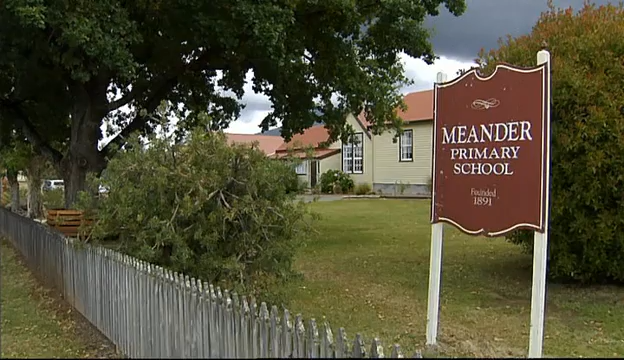 MEANDER
PRIMARY
SCHOOL
Founded
1891